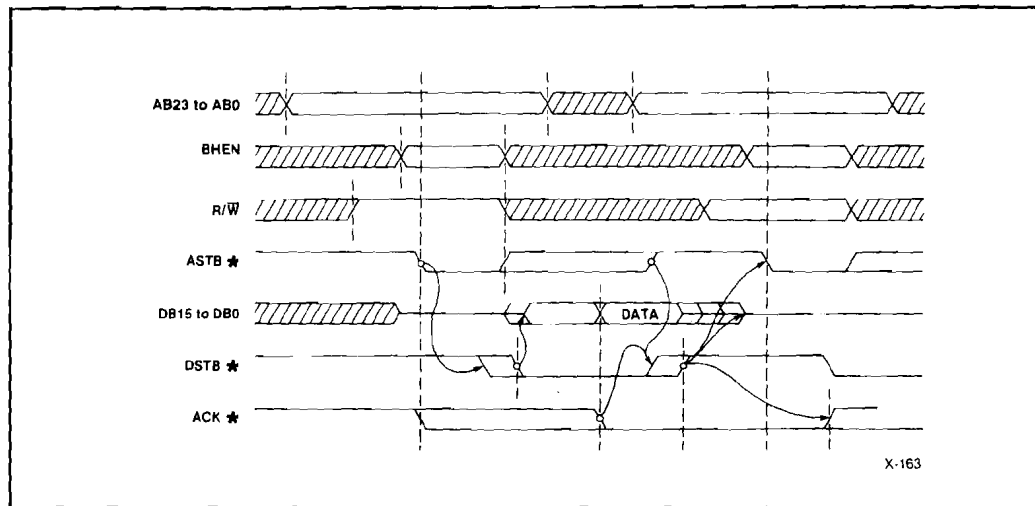 AB23 to AB0
BHEN
R/W̅
ASTB ★
DB15 to DB0
DATA
DSTB ★
ACK ★
X-163